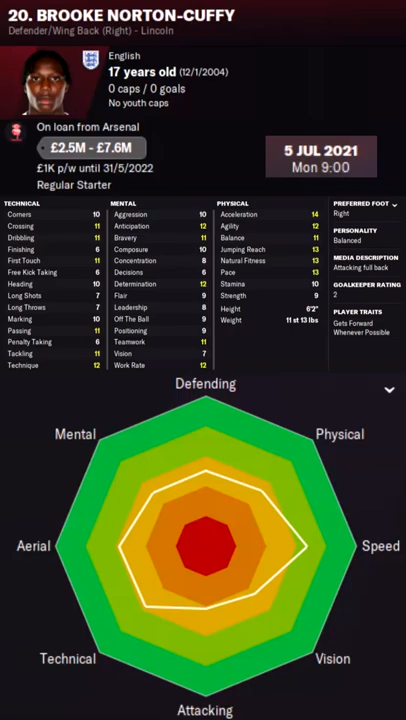 20. BROOKE NORTON-CUFFY
Defender/Wing Back (Right) - Lincoln
English
17 years old (12/1/2004)
0 caps / 0 goals
No youth caps
On loan from Arsenal
£2.5M - £7.6M
£1K p/w until 31/5/2022
Regular Starter
5 JUL 2021
Mon 9:00
TECHNICAL
Corners 10
Crossing 11
Dribbling 11
Finishing 6
First Touch 11
Free Kick Taking 6
Heading 10
Long Shots 7
Long Throws 7
Marking 10
Passing 11
Penalty Taking 6
Tackling 11
Technique 12
MENTAL
Aggression 10
Anticipation 12
Bravery 11
Composure 10
Concentration 8
Decisions 6
Determination 12
Flair 9
Leadership 8
Off The Ball 9
Positioning 9
Teamwork 11
Vision 7
Work Rate 12
PHYSICAL
Acceleration 14
Agility 12
Balance 11
Jumping Reach 13
Natural Fitness 13
Pace 13
Stamina 10
Strength 9
Height 6'2"
Weight 11 st 13 lbs
PREFERRED FOOT
Right
PERSONALITY
Balanced
MEDIA DESCRIPTION
Attacking full back
GOALKEEPER RATING
2
PLAYER TRAITS
Gets Forward
Whenever Possible
Defending
Mental
Physical
Aerial
Speed
Technical
Vision
Attacking